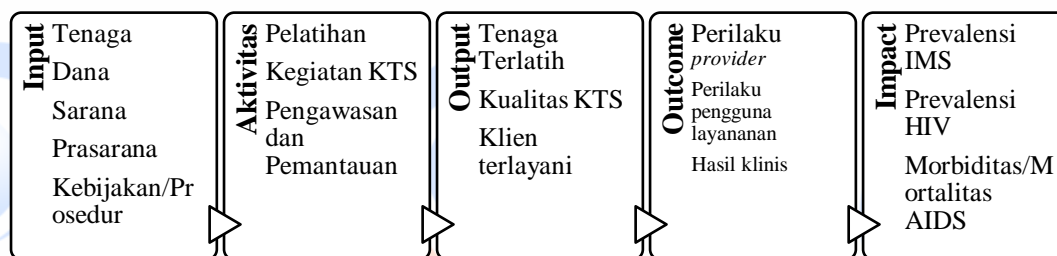 Input
Tenaga
Dana
Sarana
Prasarana
Kebijakan/Pr
osedur
Aktivitas
Pelatihan
Kegiatan KTS
Pengawasan
dan
Pemantauan
Output
Tenaga
Terlatih
Kualitas KTS
Klien
terlayani
Outcome
Perilaku
provider
Perilaku
pengguna
layananan
Hasil klinis
Impact
Prevalensi
IMS
Prevalensi
HIV
Morbiditas/M
ortalitas
AIDS